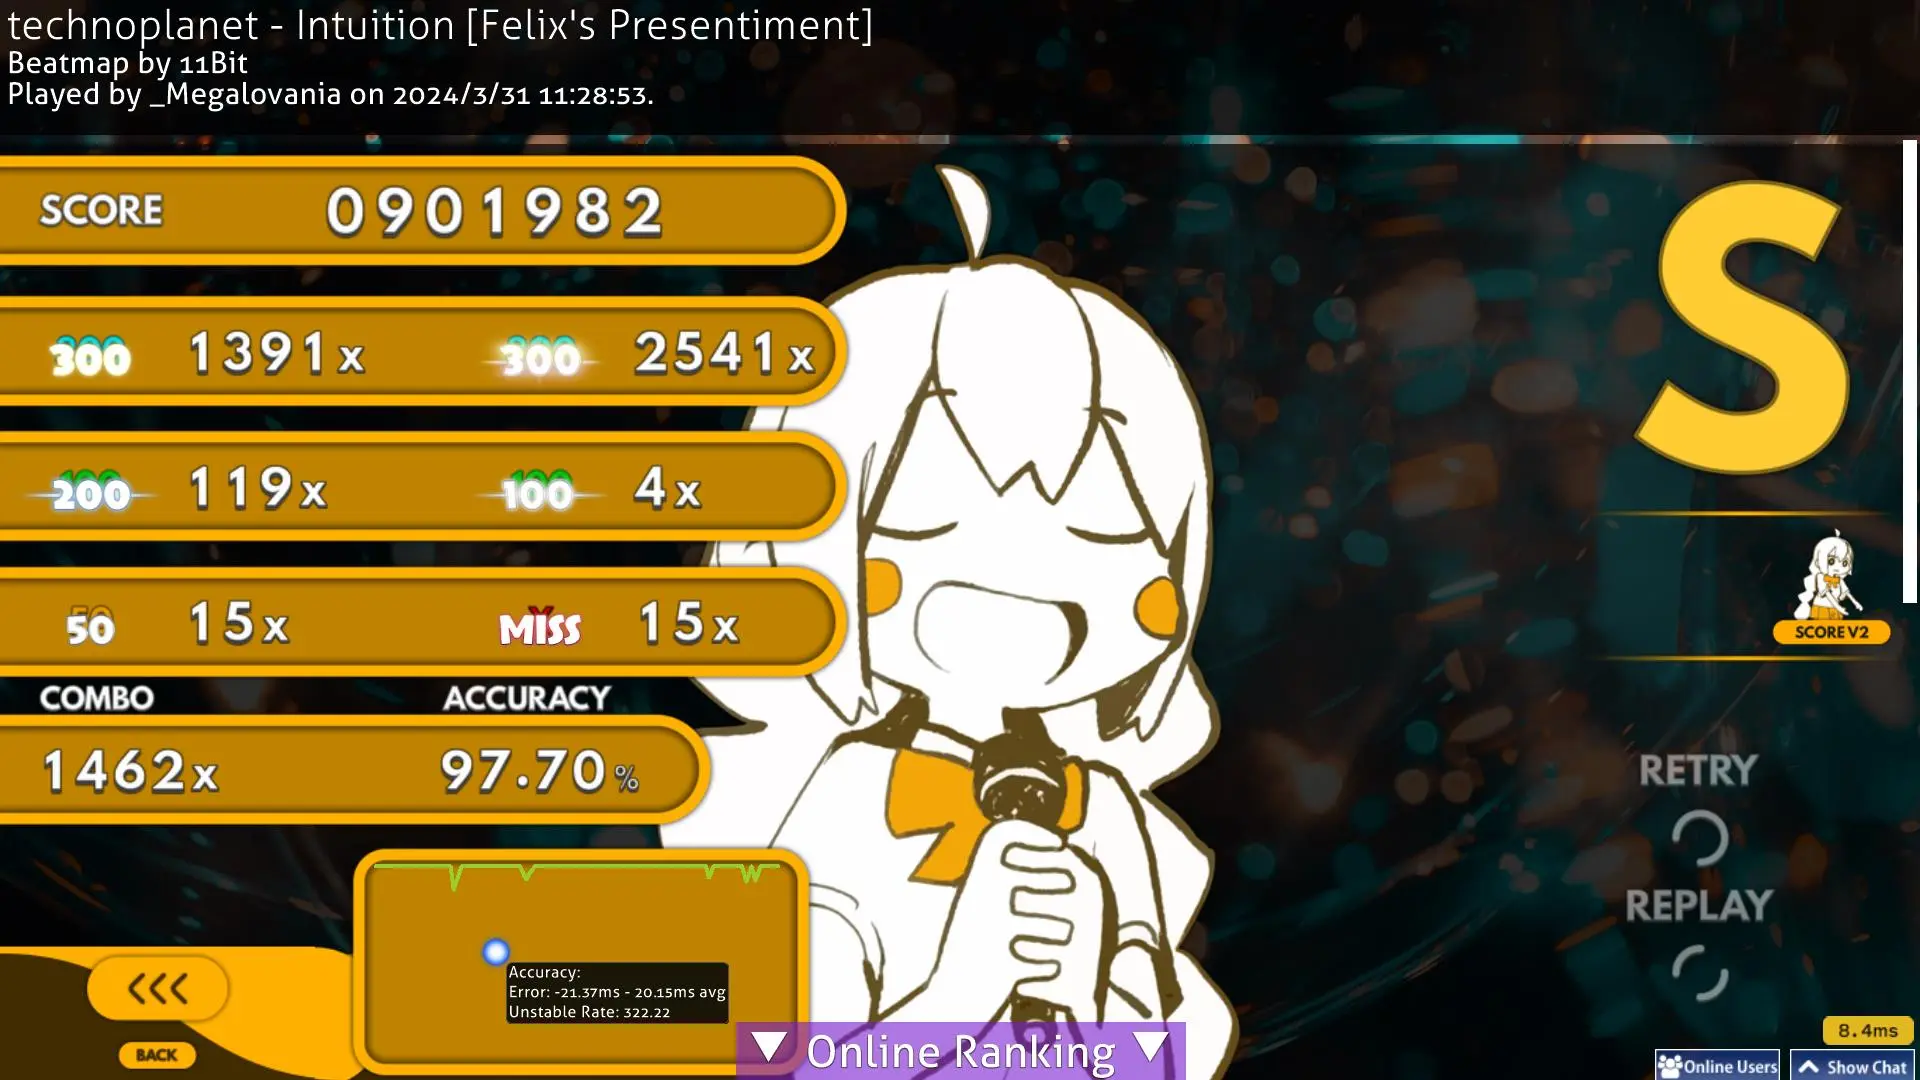 technoplanet - Intuition [Felix's Presentiment]
Beatmap by 11Bit
Played by _Megalovania on 2024/3/31 11:28:53.
SCORE 0901982
300 1391x 300 2541x
200 119x 100 4x
50 15x MISS 15x
COMBO ACCURACY
1462x 97.70%
S
SCORE V2
RETRY
REPLAY
Accuracy:
Error: -21.37ms - 20.15ms avg
Unstable Rate: 322.22
<<<
BACK
▼ Online Ranking ▼
8.4ms
Online Users
Show Chat